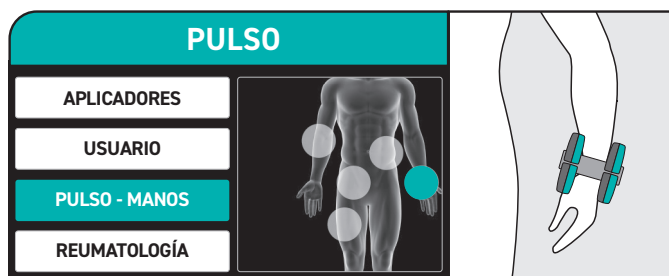 PULSO
APLICADORES
USUARIO
PULSO - MANOS
REUMATOLOGÍA